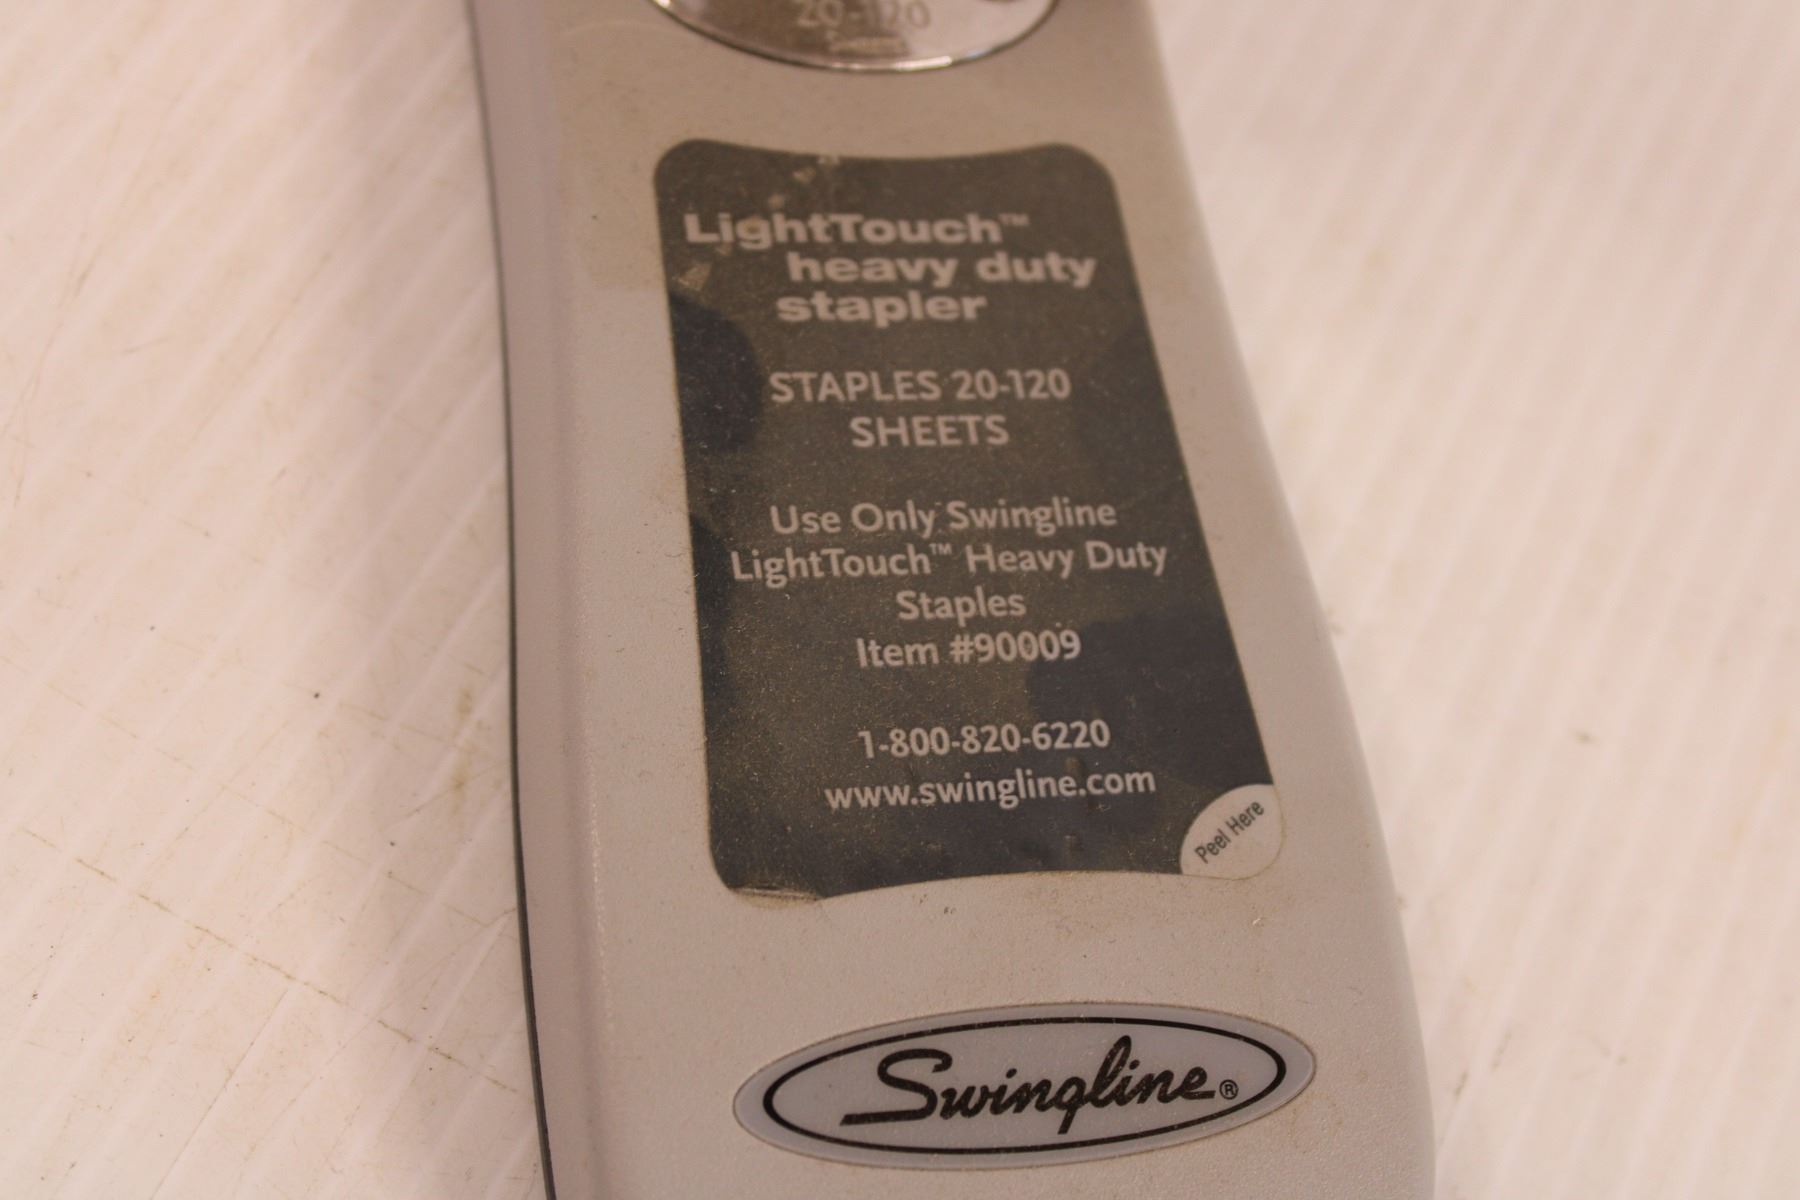 20-120
SHEETS
LightTouch™
heavy duty
stapler
STAPLES 20-120
SHEETS
Use Only Swingline
LightTouch™ Heavy Duty
Staples
Item #90009
1-800-820-6220
www.swingline.com
Peel Here
Swingline®